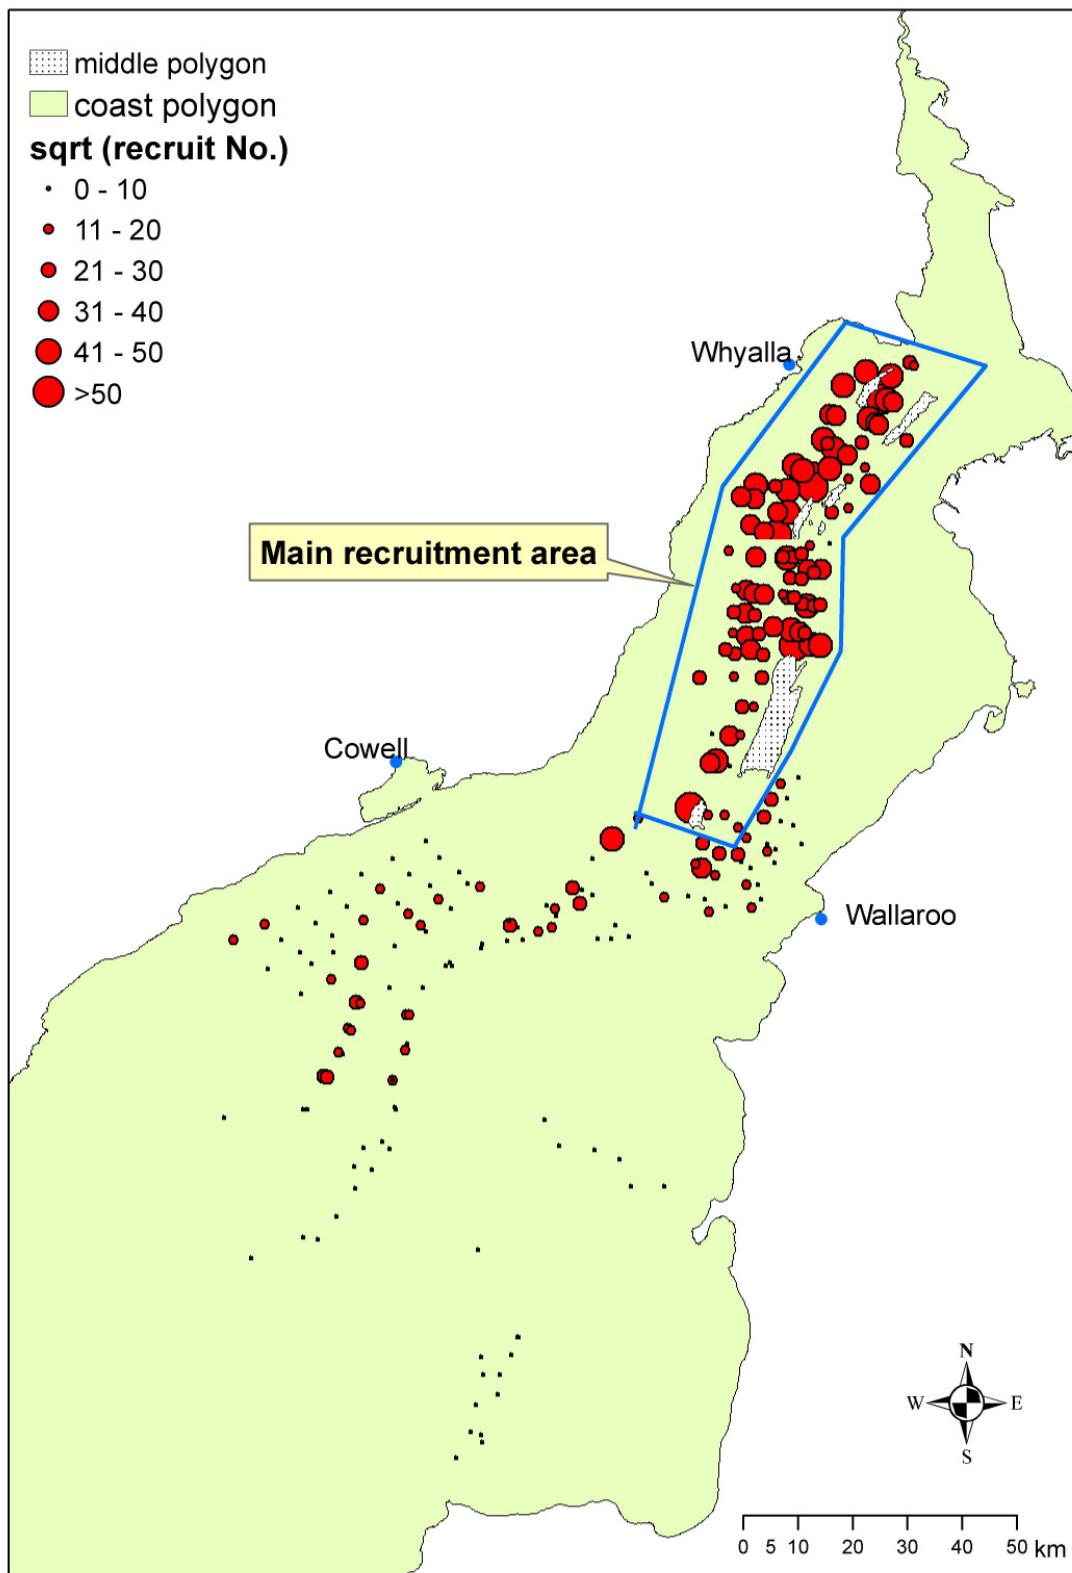 middle polygon
coast polygon
sqrt (recruit No.)
0 - 10
11 - 20
21 - 30
31 - 40
41 - 50
>50
Whyalla
Main recruitment area
Cowell
Wallaroo
N
W E
S
0 5 10 20 30 40 50 km